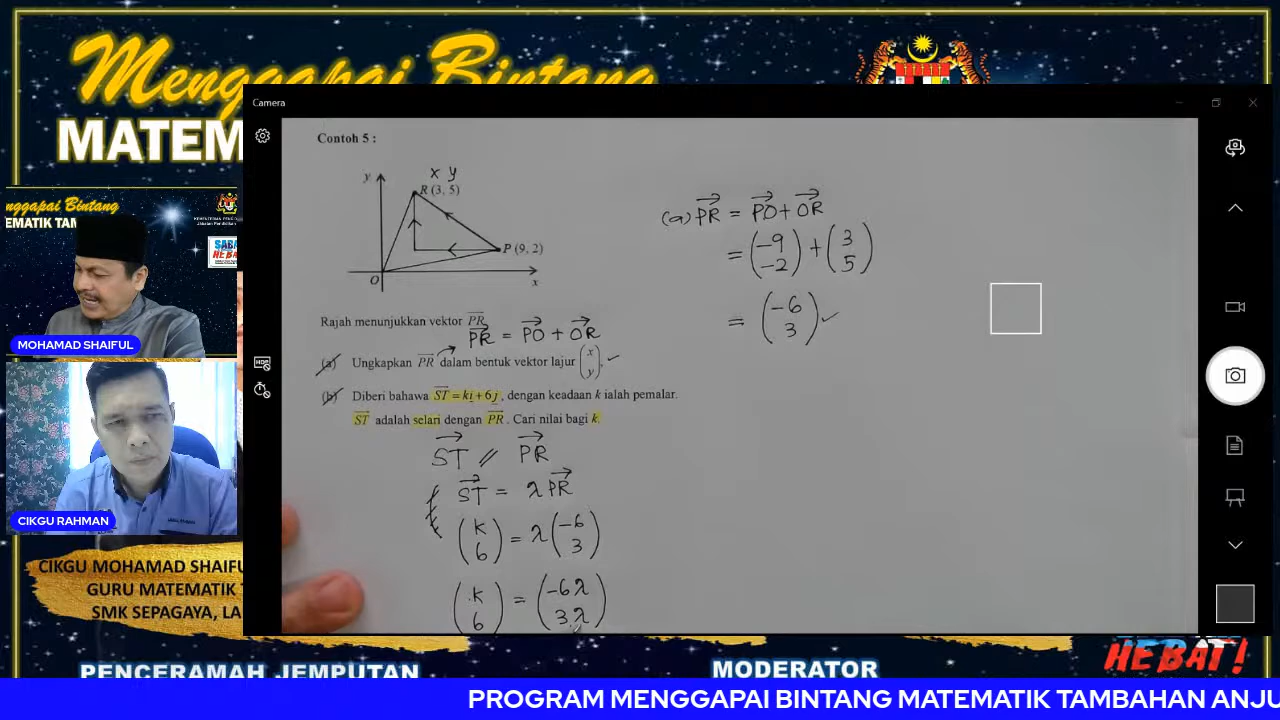 Menggapai Bintang
MATEM
Camera
Contoh 5 :
x y
y
R (3, 5)
P (9, 2)
O
x
Rajah menunjukkan vektor PR
PR = PO + OR
(a) Ungkapkan PR dalam bentuk vektor lajur (x y).
(b) Diberi bahawa ST = ki + 6j, dengan keadaan k ialah pemalar.
ST adalah selari dengan PR. Cari nilai bagi k.
ST // PR
ST = λ PR
(k 6) = λ (-6 3)
(k 6) = (-6λ 3λ)
(a) PR = PO + OR
= (-9 -2) + (3 5)
= (-6 3) ✓
nggapai Bintang
EMATIK TAM
MOHAMAD SHAIFUL
CIKGU RAHMAN
CIKGU MOHAMAD SHAIFU
GURU MATEMATIK T
SMK SEPAGAYA, LA
PENCERAMAH JEMPUTAN
MODERATOR
HEBAT!
PROGRAM MENGGAPAI BINTANG MATEMATIK TAMBAHAN ANJU